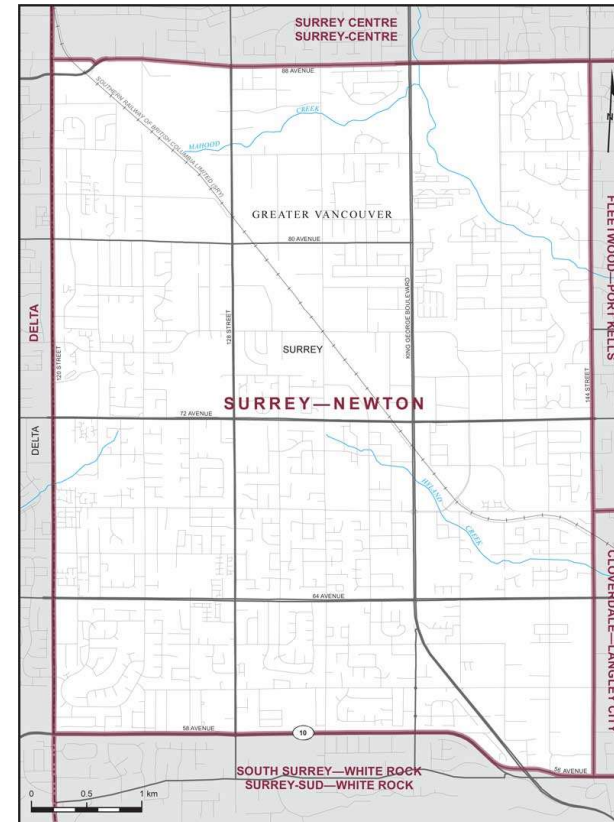 SURREY CENTRE
SURREY-CENTRE
88 AVENUE
SOUTHERN RAILWAY OF BRITISH COLUMBIA LIMITED (SRY)
MAHOOD
CREEK
N
GREATER VANCOUVER
80 AVENUE
FLEETWOOD—PORT KELLS
DELTA
120 STREET
128 STREET
SURREY
KING GEORGE BOULEVARD
144 STREET
SURREY—NEWTON
72 AVENUE
DELTA
HYLAND
CREEK
CLOVERDALE—LANGLEY CITY
64 AVENUE
58 AVENUE
10
56 AVENUE
SOUTH SURREY—WHITE ROCK
SURREY-SUD—WHITE ROCK
0 0.5 1 km